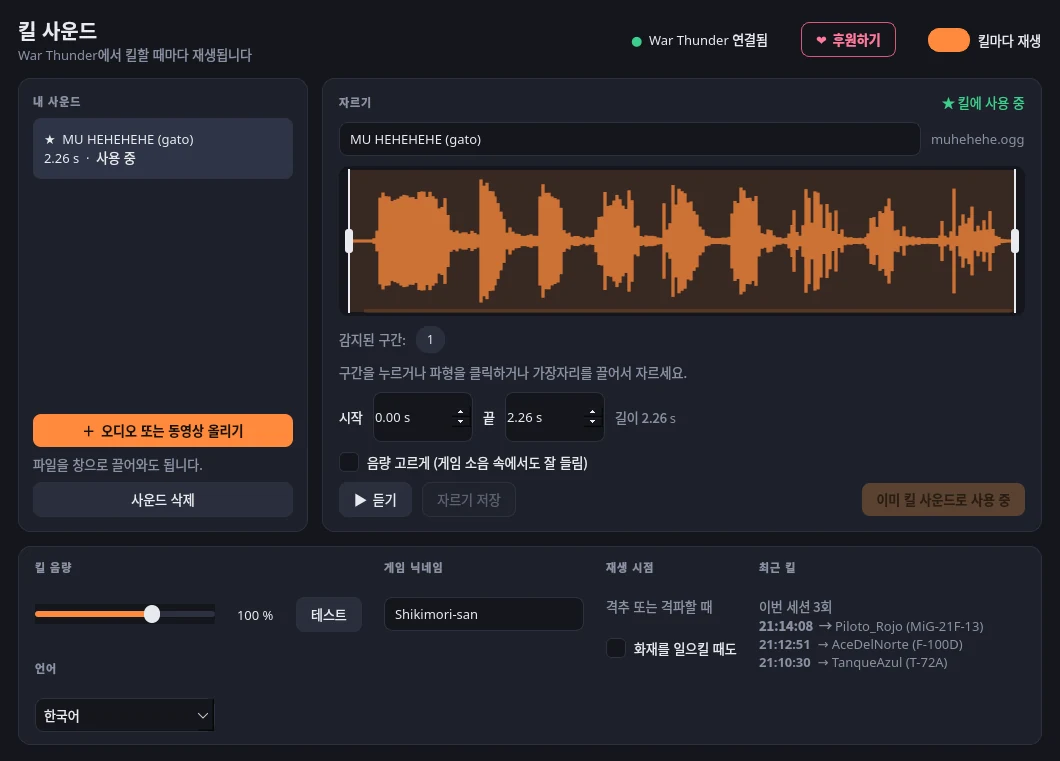 킬 사운드
War Thunder에서 킬할 때마다 재생됩니다
War Thunder 연결됨
❤ 후원하기
킬마다 재생
내 사운드
★ MU HEHEHEHE (gato)
2.26 s · 사용 중
+ 오디오 또는 동영상 올리기
파일을 창으로 끌어와도 됩니다.
사운드 삭제
자르기
★ 킬에 사용 중
MU HEHEHEHE (gato)
muhehehe.ogg
감지된 구간: 1
구간을 누르거나 파형을 클릭하거나 가장자리를 끌어서 자르세요.
시작 0.00 s 끝 2.26 s 길이 2.26 s
음량 고르게 (게임 소음 속에서도 잘 들림)
▶ 듣기
자르기 저장
이미 킬 사운드로 사용 중
킬 음량
100 %
테스트
언어
한국어
게임 닉네임
Shikimori-san
재생 시점
격추 또는 격파할 때
화재를 일으킬 때도
최근 킬
이번 세션 3회
21:14:08 → Piloto_Rojo (MiG-21F-13)
21:12:51 → AceDelNorte (F-100D)
21:10:30 → TanqueAzul (T-72A)